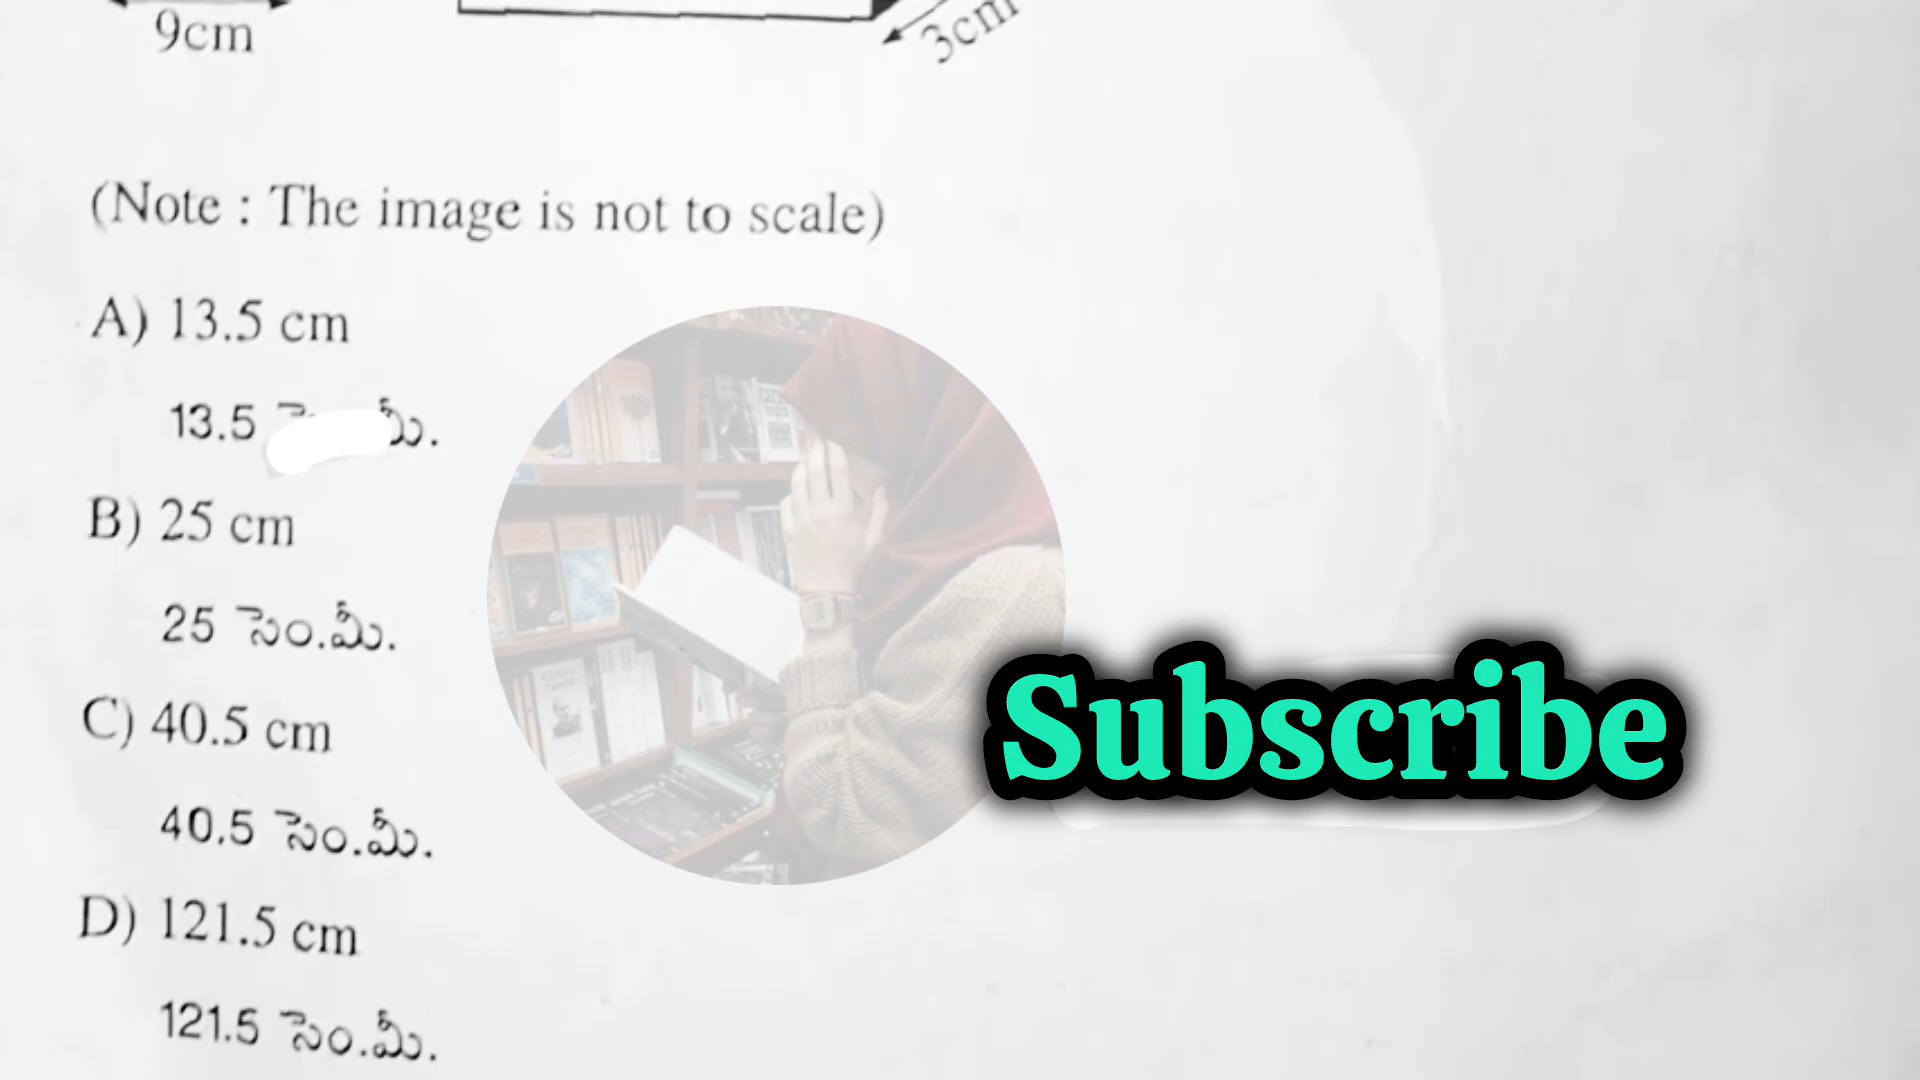 9cm
3cm
(Note : The image is not to scale)
A) 13.5 cm
13.5 మీ.
B) 25 cm
25 సెం.మీ.
C) 40.5 cm
40.5 సెం.మీ.
Subscribe
D) 121.5 cm
121.5 సెం.మీ.